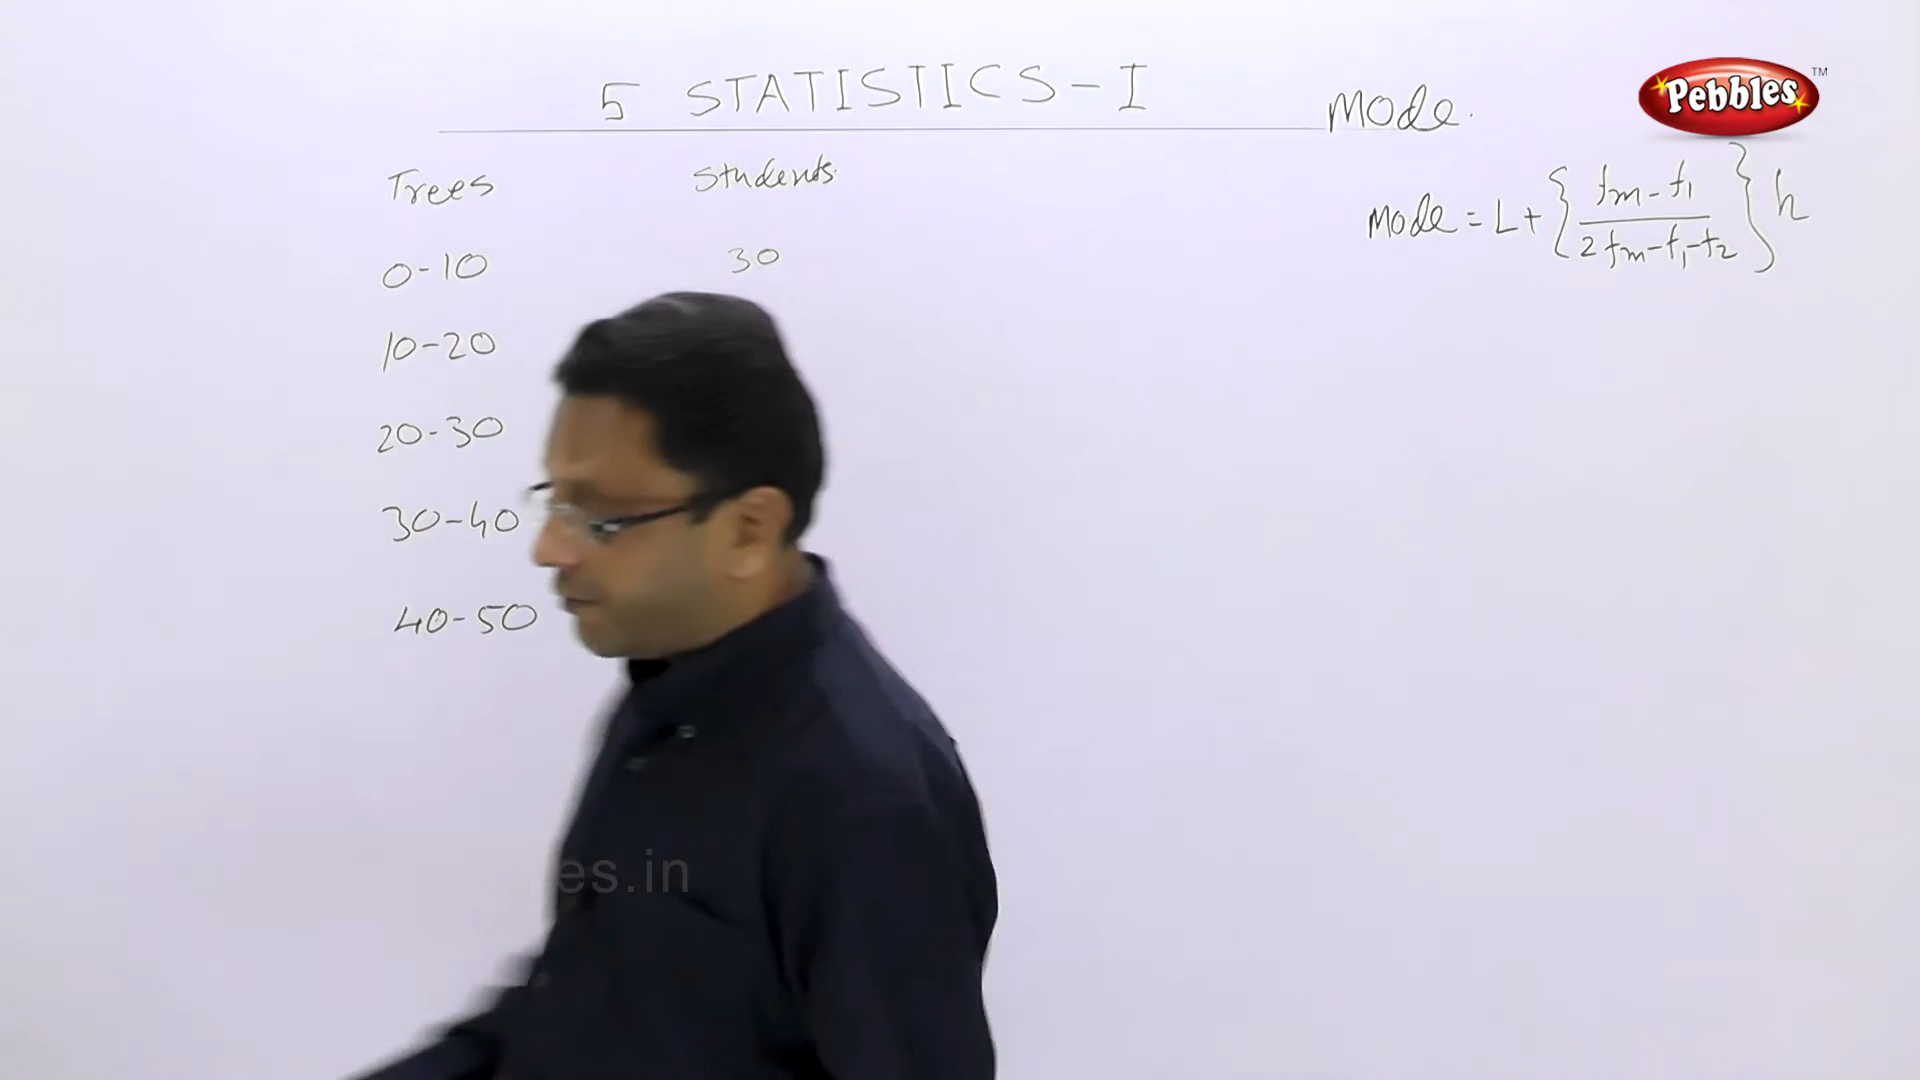 5 STATISTICS-I
Mode.
Pebbles TM
Trees Students.
Mode = L + { fm - f1 / 2fm - f1 - f2 } h
0-10 30
10-20
20-30
30-40
40-50
es.in